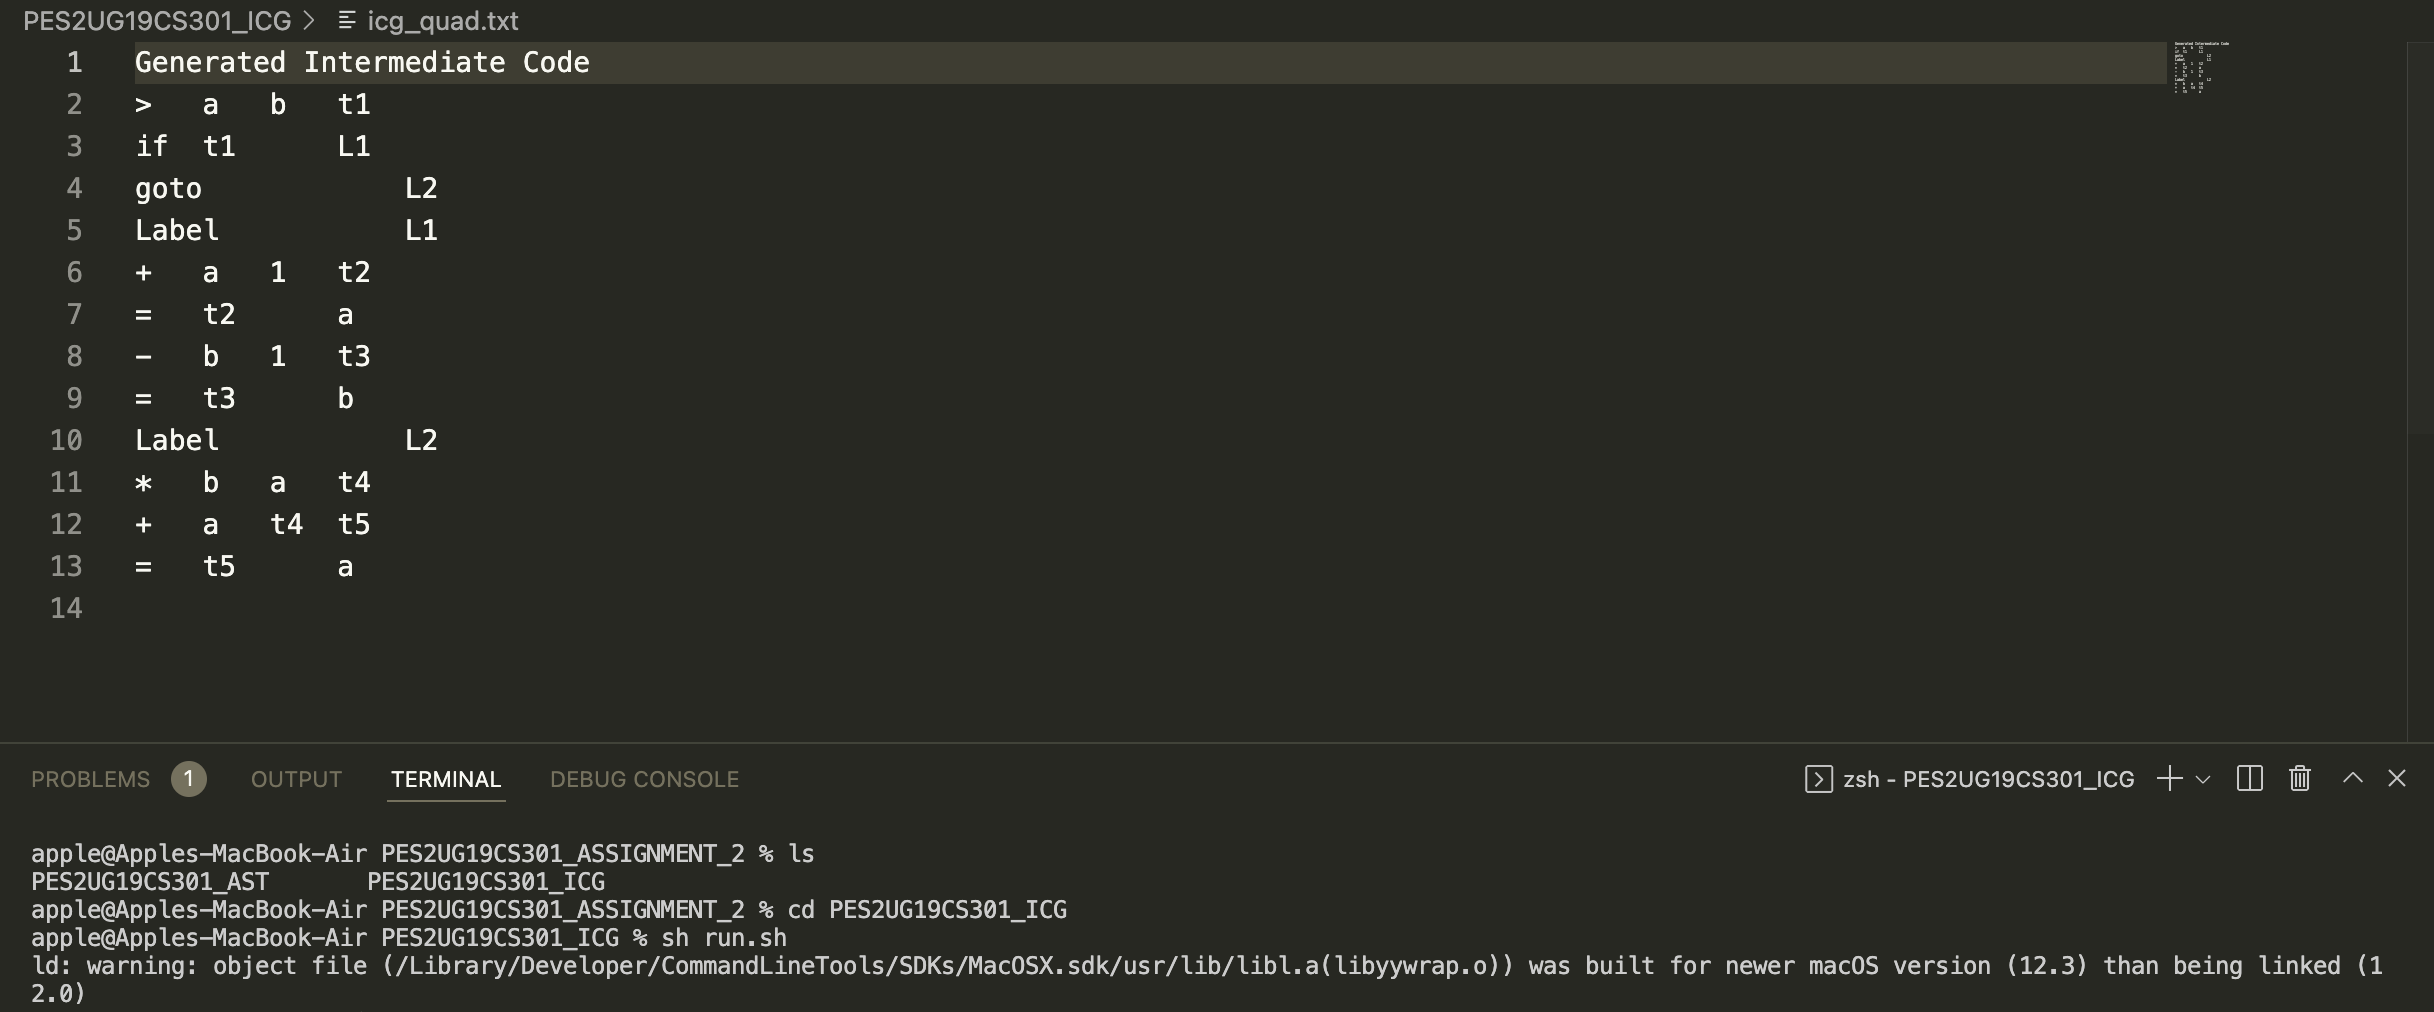 PES2UG19CS301_ICG > icg_quad.txt
1 Generated Intermediate Code
2 > a b t1
3 if t1 L1
4 goto L2
5 Label L1
6 + a 1 t2
7 = t2 a
8 - b 1 t3
9 = t3 b
10 Label L2
11 * b a t4
12 + a t4 t5
13 = t5 a
14
PROBLEMS 1 OUTPUT TERMINAL DEBUG CONSOLE zsh - PES2UG19CS301_ICG
apple@Apples-MacBook-Air PES2UG19CS301_ASSIGNMENT_2 % ls
PES2UG19CS301_AST PES2UG19CS301_ICG
apple@Apples-MacBook-Air PES2UG19CS301_ASSIGNMENT_2 % cd PES2UG19CS301_ICG
apple@Apples-MacBook-Air PES2UG19CS301_ICG % sh run.sh
ld: warning: object file (/Library/Developer/CommandLineTools/SDKs/MacOSX.sdk/usr/lib/libl.a(libyywrap.o)) was built for newer macOS version (12.3) than being linked (1
2.0)